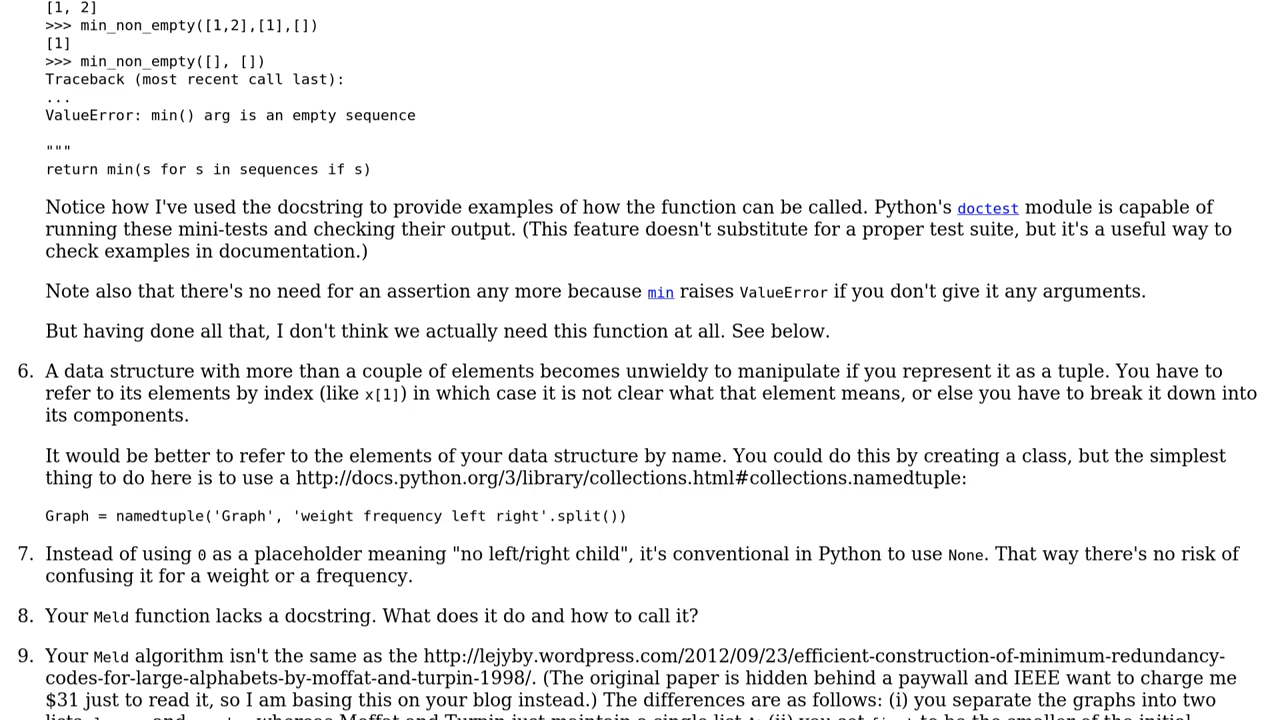 [1, 2]
>>> min_non_empty([1,2],[1],[])
[1]
>>> min_non_empty([], [])
Traceback (most recent call last):
...
ValueError: min() arg is an empty sequence
"""
return min(s for s in sequences if s)
Notice how I've used the docstring to provide examples of how the function can be called. Python's doctest module is capable of
running these mini-tests and checking their output. (This feature doesn't substitute for a proper test suite, but it's a useful way to
check examples in documentation.)
Note also that there's no need for an assertion any more because min raises ValueError if you don't give it any arguments.
But having done all that, I don't think we actually need this function at all. See below.
6. A data structure with more than a couple of elements becomes unwieldy to manipulate if you represent it as a tuple. You have to
refer to its elements by index (like x[1]) in which case it is not clear what that element means, or else you have to break it down into
its components.
It would be better to refer to the elements of your data structure by name. You could do this by creating a class, but the simplest
thing to do here is to use a http://docs.python.org/3/library/collections.html#collections.namedtuple:
Graph = namedtuple('Graph', 'weight frequency left right'.split())
7. Instead of using 0 as a placeholder meaning "no left/right child", it's conventional in Python to use None. That way there's no risk of
confusing it for a weight or a frequency.
8. Your Meld function lacks a docstring. What does it do and how to call it?
9. Your Meld algorithm isn't the same as the http://lejyby.wordpress.com/2012/09/23/efficient-construction-of-minimum-redundancy-
codes-for-large-alphabets-by-moffat-and-turpin-1998/. (The original paper is hidden behind a paywall and IEEE want to charge me
$31 just to read it, so I am basing this on your blog instead.) The differences are as follows: (i) you separate the graphs into two
whereas Moffat and Turpin just maintain a single list